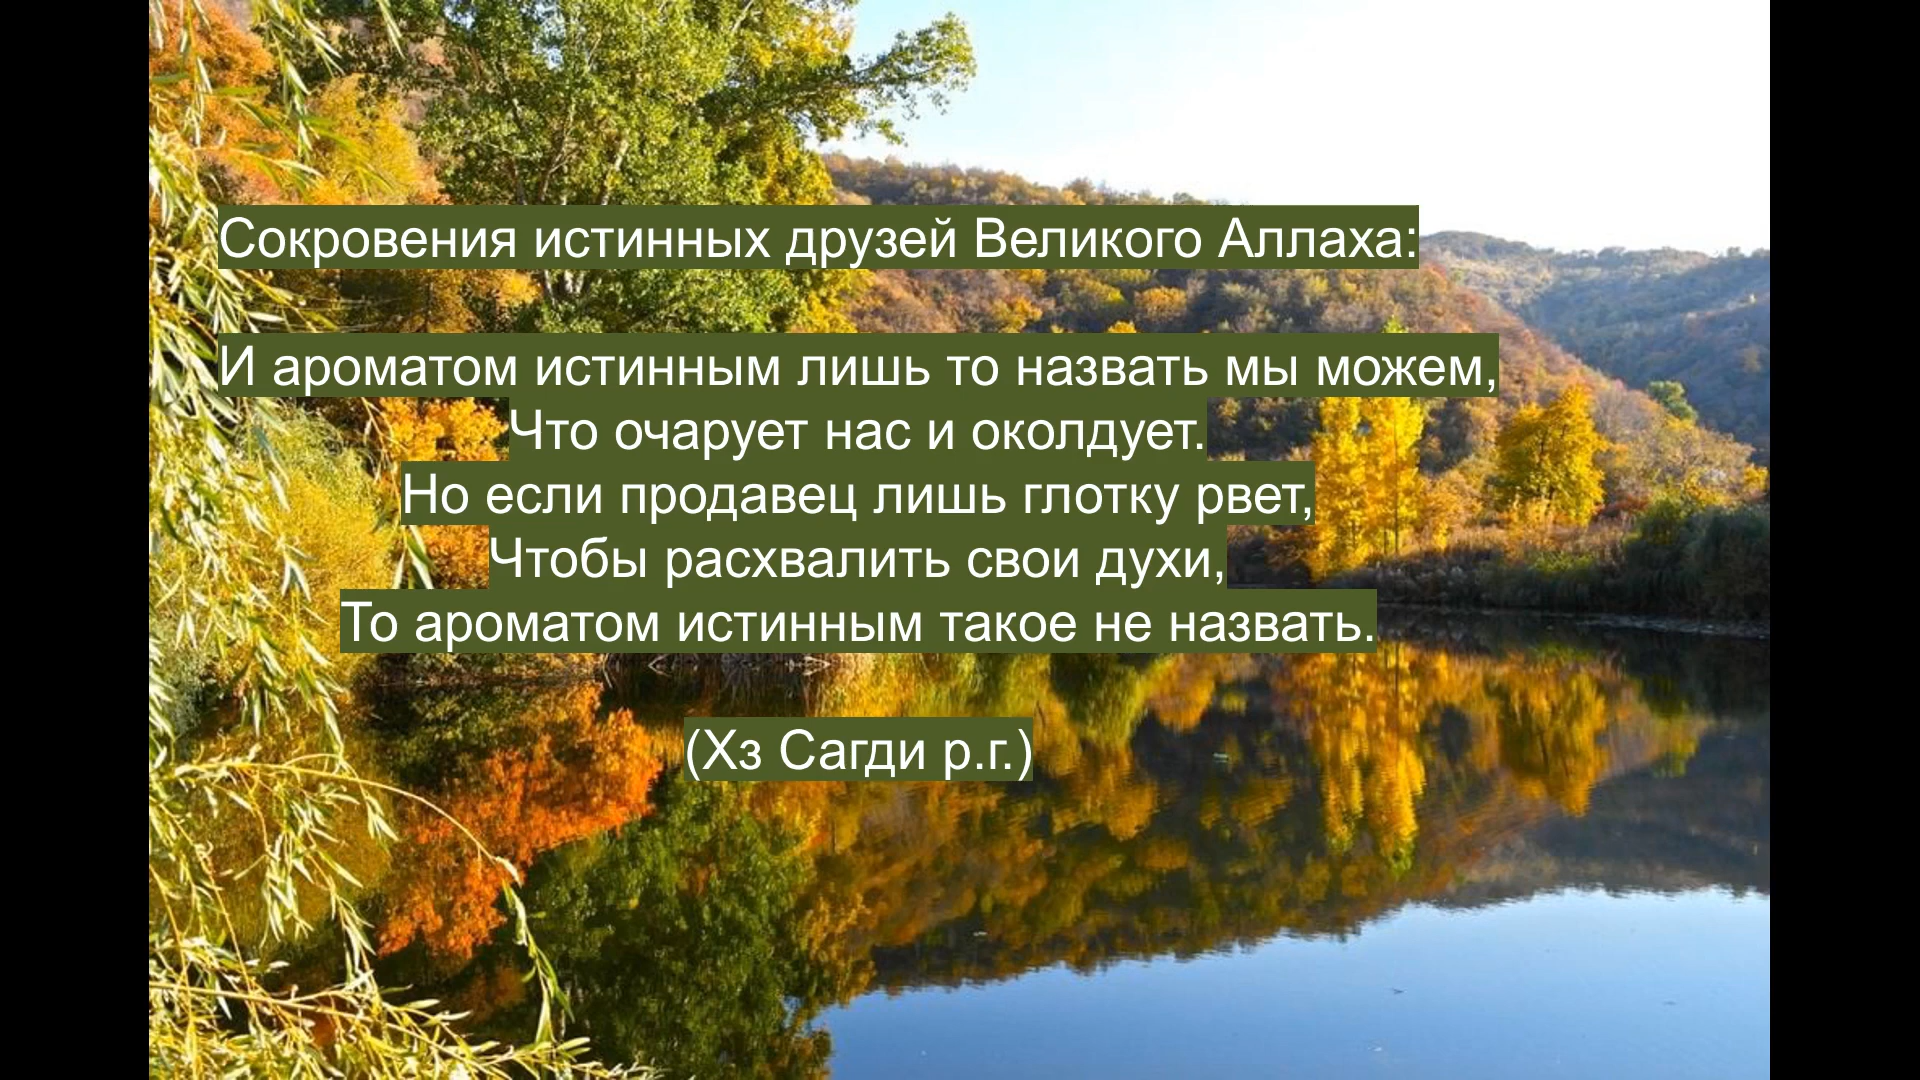 Сокровения истинных друзей Великого Аллаха:
И ароматом истинным лишь то назвать мы можем,
Что очарует нас и околдует.
Но если продавец лишь глотку рвет,
Чтобы расхвалить свои духи,
То ароматом истинным такое не назвать.
(Хз Сагди р.г.)